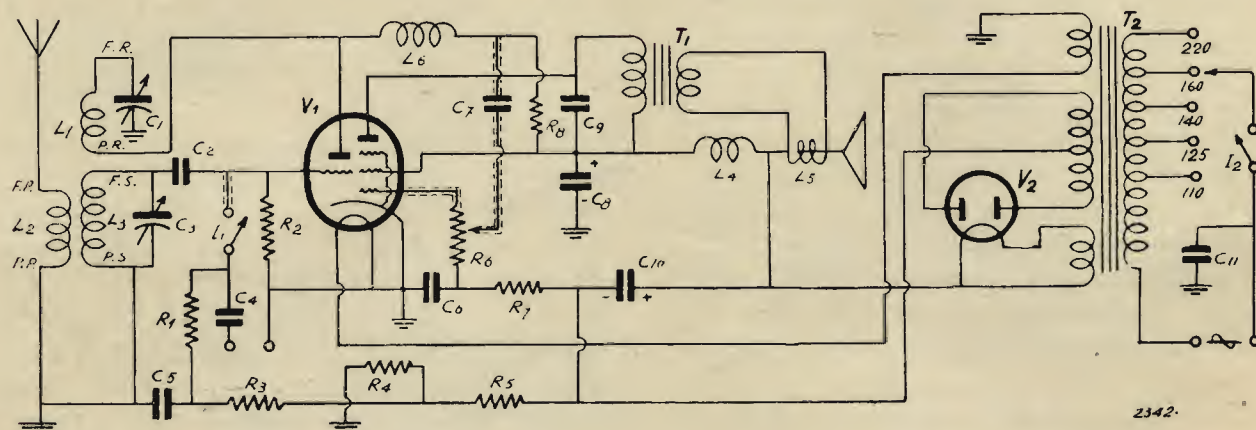 F.R.
C1
L1
P.R.
C2
F.P.
F.S.
L2
L3
C3
P.P.
P.S
I1
R2
R1
C4
C5
R3
R4
R5
V1
L6
C7
R8
C9
T1
L4
L5
-C8
+
R6
C6
R7
C10
-
+
V2
T2
220
160
140
125
110
I2
C11
2342.